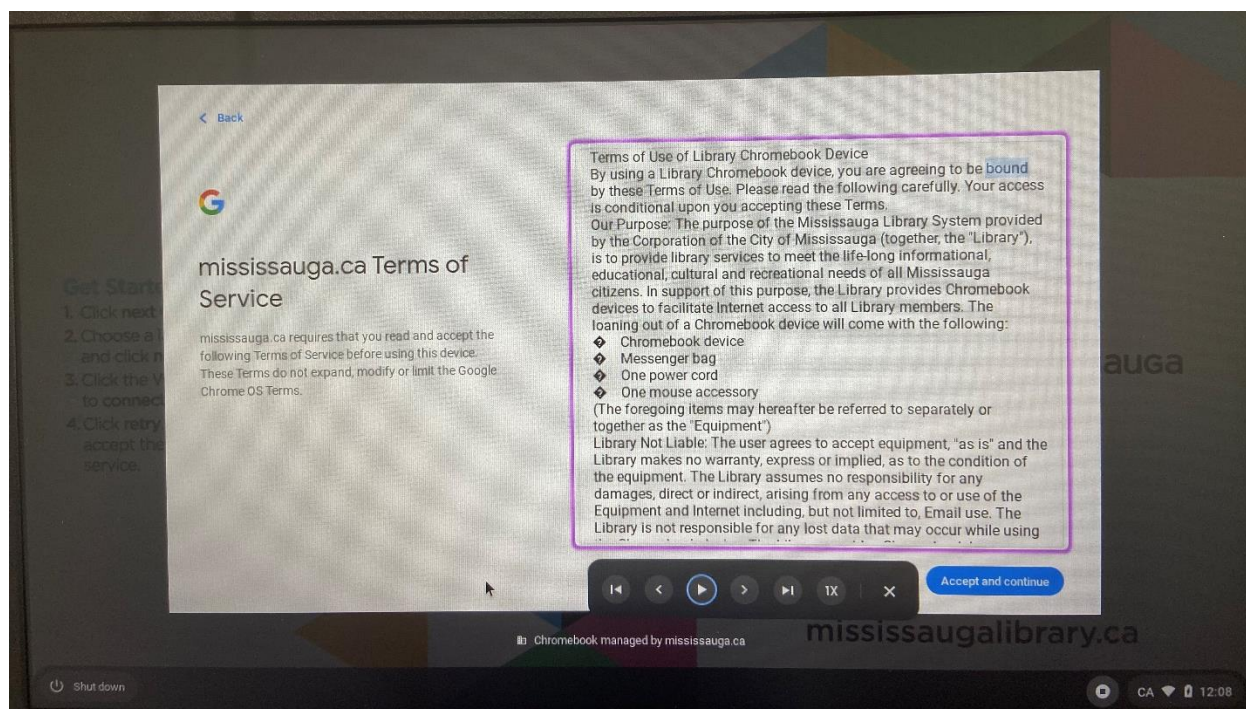 Back
mississauga.ca Terms of
Service
mississauga.ca requires that you read and accept the
following Terms of Service before using this device.
These Terms do not expand, modify or limit the Google
Chrome OS Terms.
Terms of Use of Library Chromebook Device
By using a Library Chromebook device, you are agreeing to be bound
by these Terms of Use. Please read the following carefully. Your access
is conditional upon you accepting these Terms.
Our Purpose: The purpose of the Mississauga Library System provided
by the Corporation of the City of Mississauga (together, the "Library"),
is to provide library services to meet the life-long informational,
educational, cultural and recreational needs of all Mississauga
citizens. In support of this purpose, the Library provides Chromebook
devices to facilitate Internet access to all Library members. The
loaning out of a Chromebook device will come with the following:
� Chromebook device
� Messenger bag
� One power cord
� One mouse accessory
(The foregoing items may hereafter be referred to separately or
together as the "Equipment")
Library Not Liable: The user agrees to accept equipment, "as is" and the
Library makes no warranty, express or implied, as to the condition of
the equipment. The Library assumes no responsibility for any
damages, direct or indirect, arising from any access to or use of the
Equipment and Internet including, but not limited to, Email use. The
Library is not responsible for any lost data that may occur while using
1X
Accept and continue
Get
1. Click next
2. Choose a
and click
3. Click the
to connect
4. Click retry
accept the
service.
auga
Chromebook managed by mississauga.ca
mississaugalibrary.ca
Shut down
CA 12:08